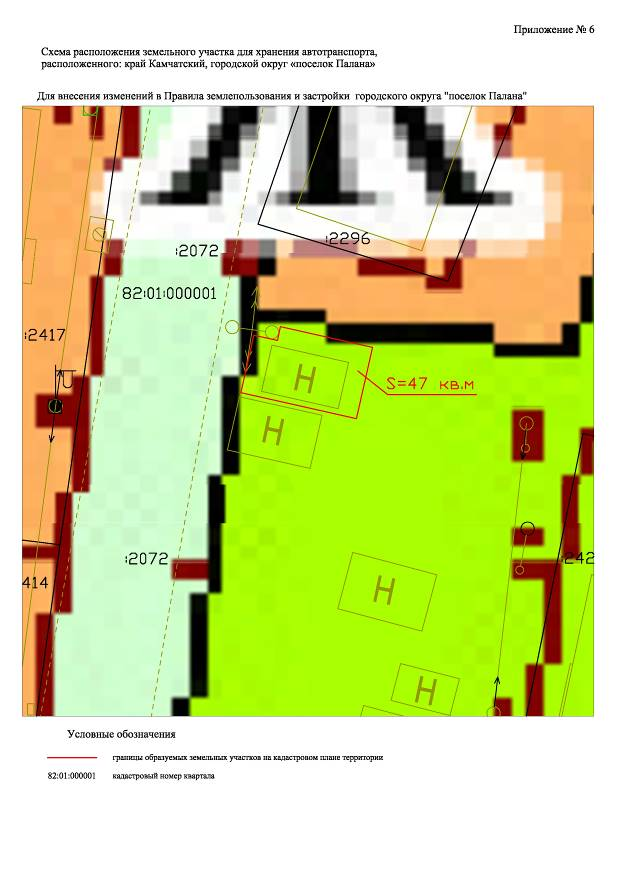 Приложение № 6
Схема расположения земельного участка для хранения автотранспорта,
расположенного: край Камчатский, городской округ «поселок Палана»
Для внесения изменений в Правила землепользования и застройки городского округа "поселок Палана"
:2296
:2072
82:01:000001
:2417
Н
S=47 кв.м
Н
:2072
:242
414
Н
Н
Условные обозначения
границы образуемых земельных участков на кадастровом плане территории
82:01:000001 кадастровый номер квартала